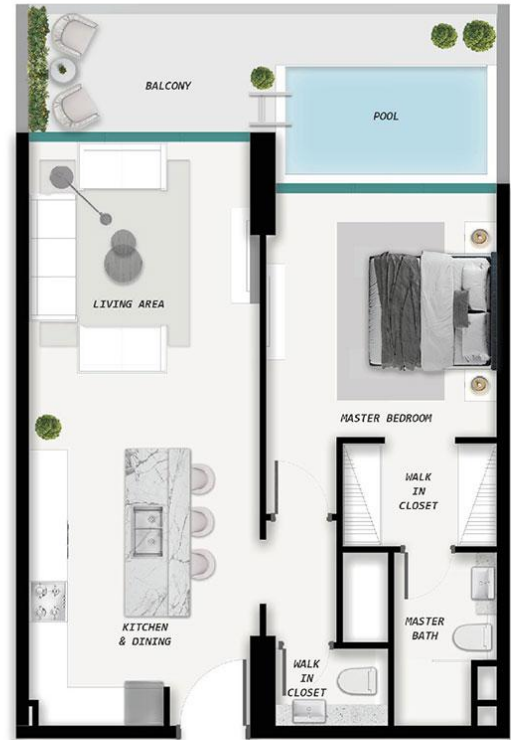 BALCONY
POOL
LIVING AREA
MASTER BEDROOM
WALK
IN
CLOSET
KITCHEN
& DINING
MASTER
BATH
WALK
IN
CLOSET